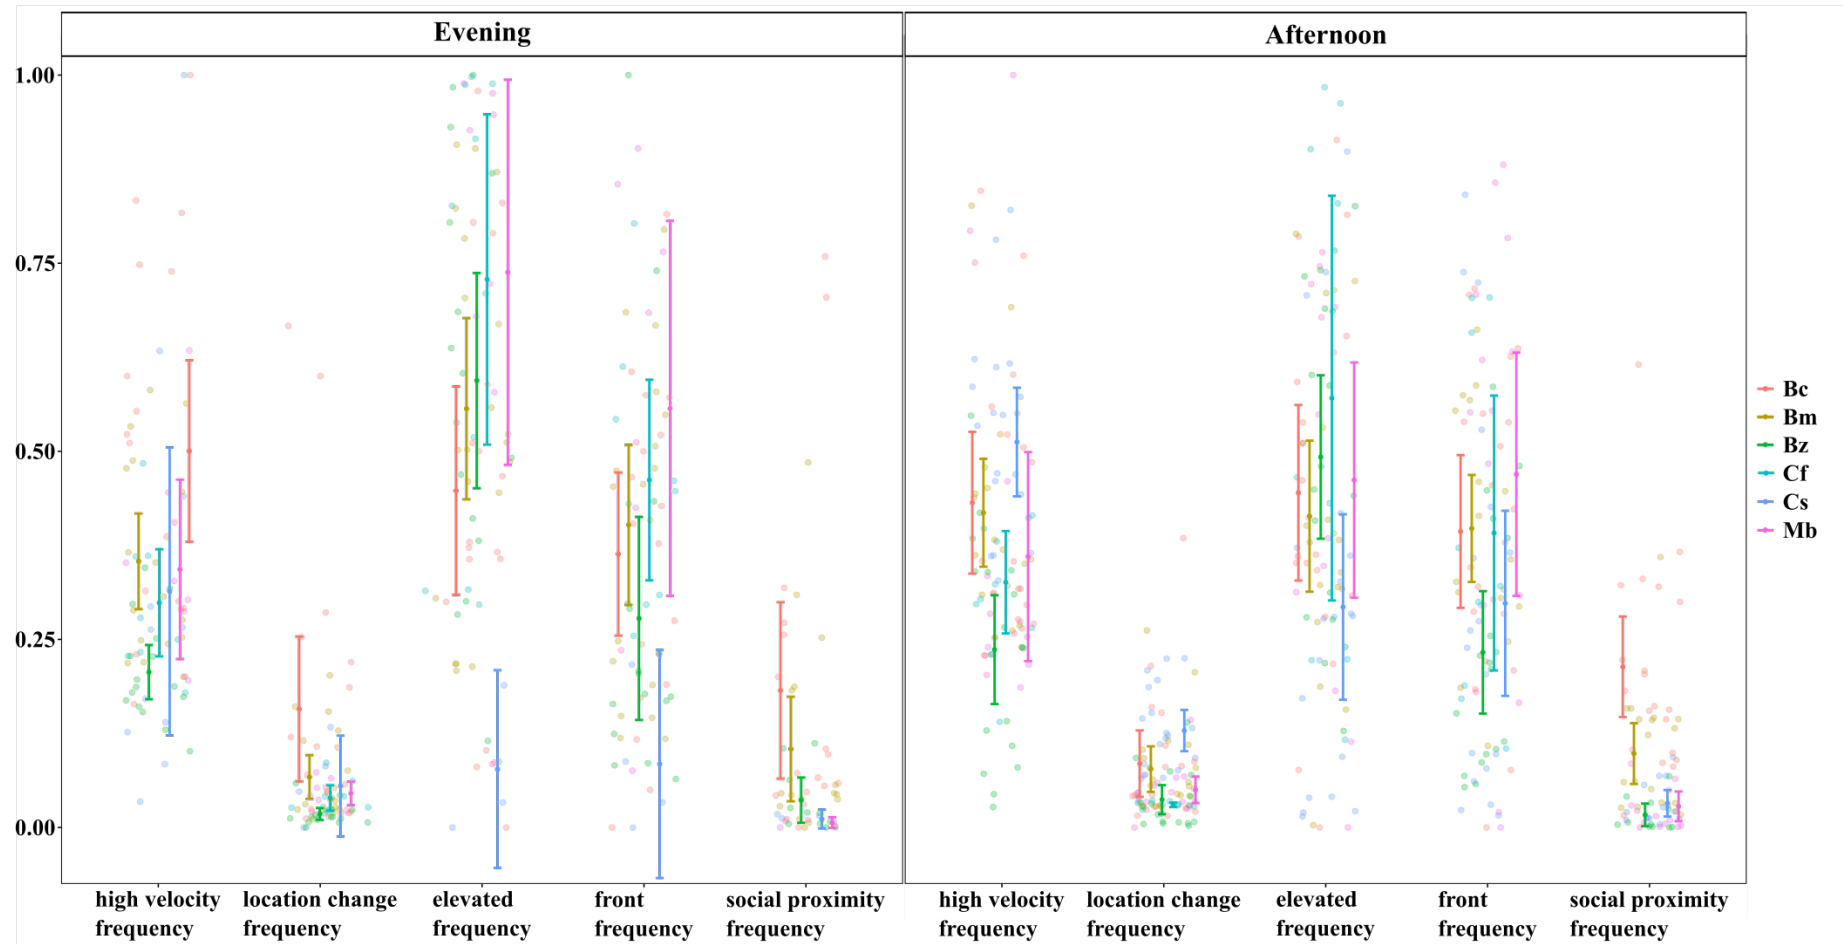 Evening
Afternoon
1.00
0.75
0.50
0.25
0.00
high velocity
frequency
location change
frequency
elevated
frequency
front
frequency
social proximity
frequency
high velocity
frequency
location change
frequency
elevated
frequency
front
frequency
social proximity
frequency
Bc
Bm
Bz
Cf
Cs
Mb